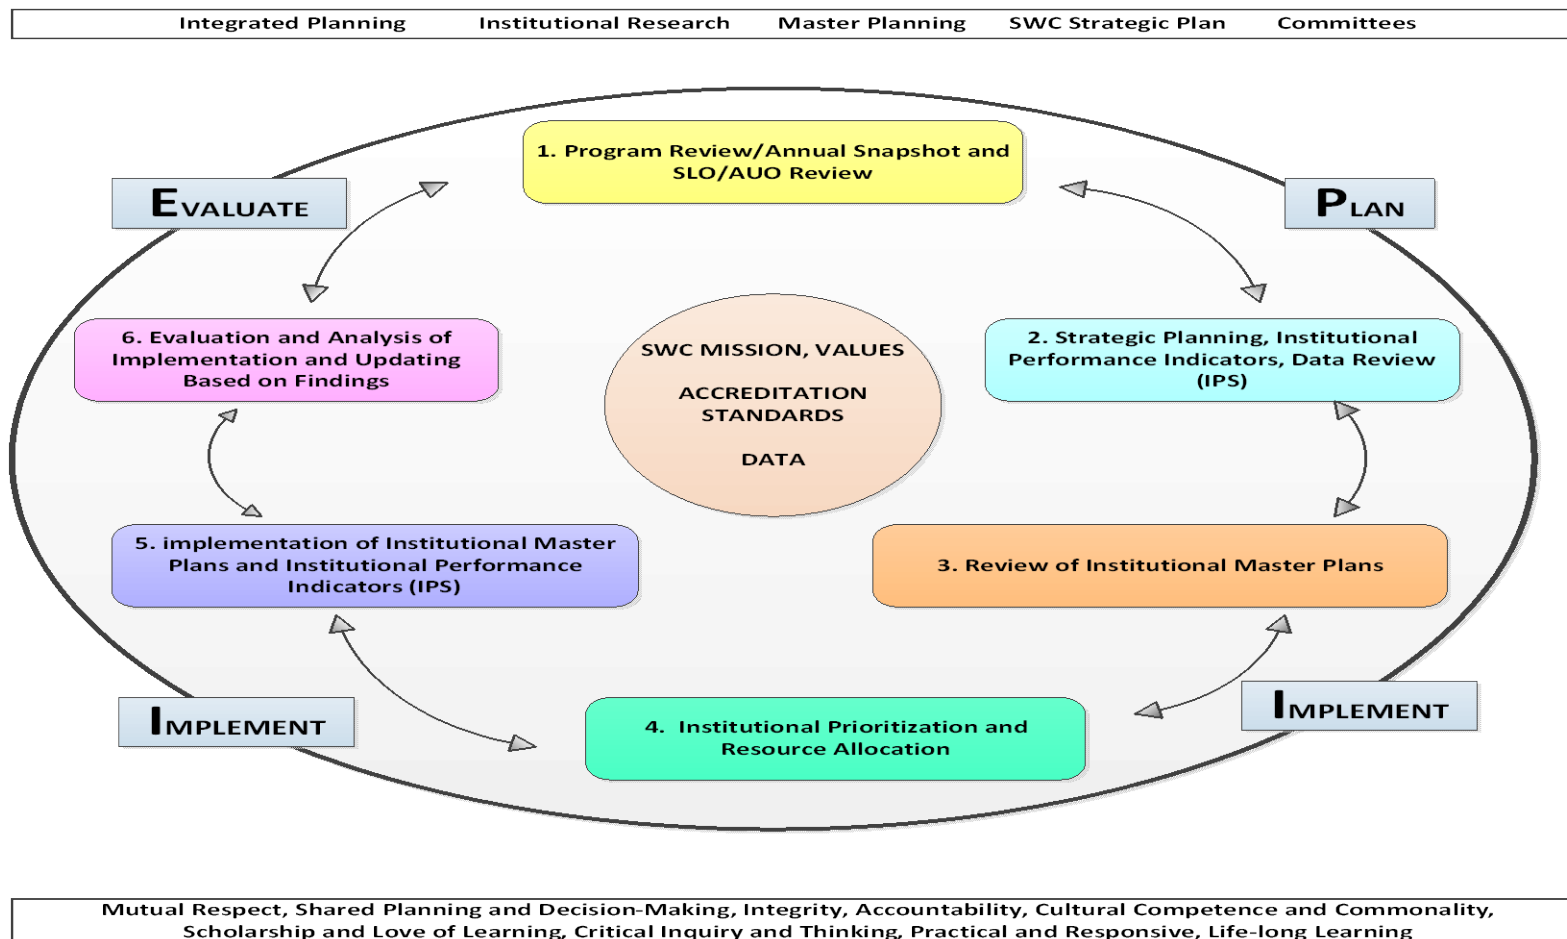 Integrated Planning Institutional Research Master Planning SWC Strategic Plan Committees
1. Program Review/Annual Snapshot and
SLO/AUO Review
EVALUATE
PLAN
6. Evaluation and Analysis of
Implementation and Updating
Based on Findings
SWC MISSION, VALUES
ACCREDITATION
STANDARDS
DATA
2. Strategic Planning, Institutional
Performance Indicators, Data Review
(IPS)
5. implementation of Institutional Master
Plans and Institutional Performance
Indicators (IPS)
3. Review of Institutional Master Plans
IMPLEMENT
4. Institutional Prioritization and
Resource Allocation
IMPLEMENT
Mutual Respect, Shared Planning and Decision-Making, Integrity, Accountability, Cultural Competence and Commonality,
Scholarship and Love of Learning, Critical Inquiry and Thinking, Practical and Responsive, Life-long Learning